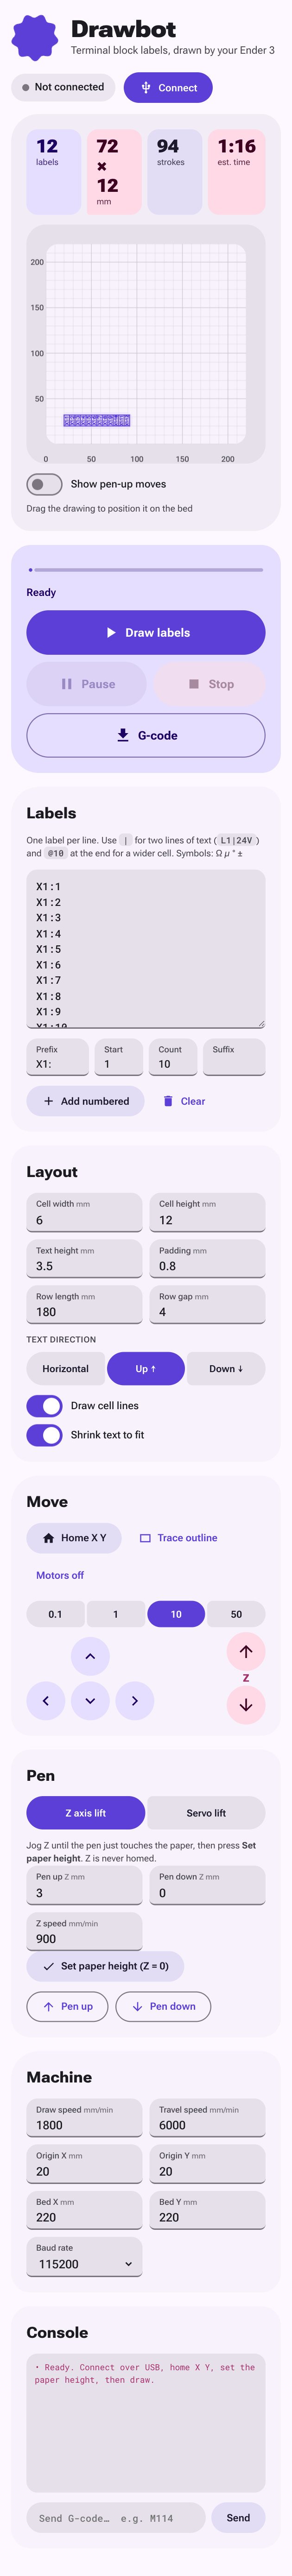 Drawbot
Terminal block labels, drawn by your Ender 3
Not connected
Connect
12
labels
72
×
12
mm
94
strokes
1:16
est. time
200
150
100
50
0 50 100 150 200
Show pen-up moves
Drag the drawing to position it on the bed
Ready
Draw labels
Pause
Stop
G-code
Labels
One label per line. Use | for two lines of text ( L1|24V )
and @10 at the end for a wider cell. Symbols: Ω µ ° ±
X1:1
X1:2
X1:3
X1:4
X1:5
X1:6
X1:7
X1:8
X1:9
X1:10
Prefix
X1:
Start
1
Count
10
Suffix
Add numbered
Clear
Layout
Cell width mm
6
Cell height mm
12
Text height mm
3.5
Padding mm
0.8
Row length mm
180
Row gap mm
4
TEXT DIRECTION
Horizontal
Up ↑
Down ↓
Draw cell lines
Shrink text to fit
Move
Home X Y
Trace outline
Motors off
0.1
1
10
50
Z
Pen
Z axis lift
Servo lift
Jog Z until the pen just touches the paper, then press Set
paper height. Z is never homed.
Pen up Z mm
3
Pen down Z mm
0
Z speed mm/min
900
Set paper height (Z = 0)
Pen up
Pen down
Machine
Draw speed mm/min
1800
Travel speed mm/min
6000
Origin X mm
20
Origin Y mm
20
Bed X mm
220
Bed Y mm
220
Baud rate
115200
Console
· Ready. Connect over USB, home X Y, set the
paper height, then draw.
Send G-code… e.g. M114
Send